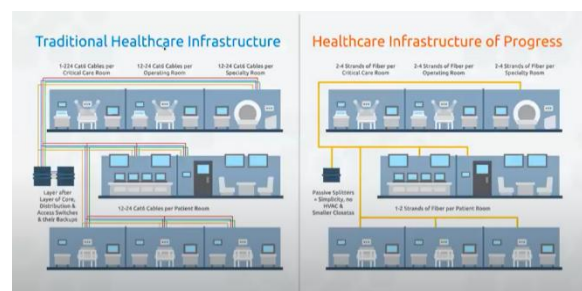 Traditional Healthcare Infrastructure
1-224 Cat6 Cables per
Critical Care Room
12-24 Cat6 Cables per
Operating Room
12-24 Cat6 Cables per
Specialty Room
Layer after
Layer of Core,
Distribution &
Access Switches
& their Backups
12-24 Cat6 Cables per Patient Room
Healthcare Infrastructure of Progress
2-4 Strands of Fiber per
Critical Care Room
2-4 Strands of Fiber per
Operating Room
2-4 Strands of Fiber per
Specialty Room
Passive Splitters
= Simplicity, no
HVAC &
Smaller Closets
1-2 Strands of Fiber per Patient Room